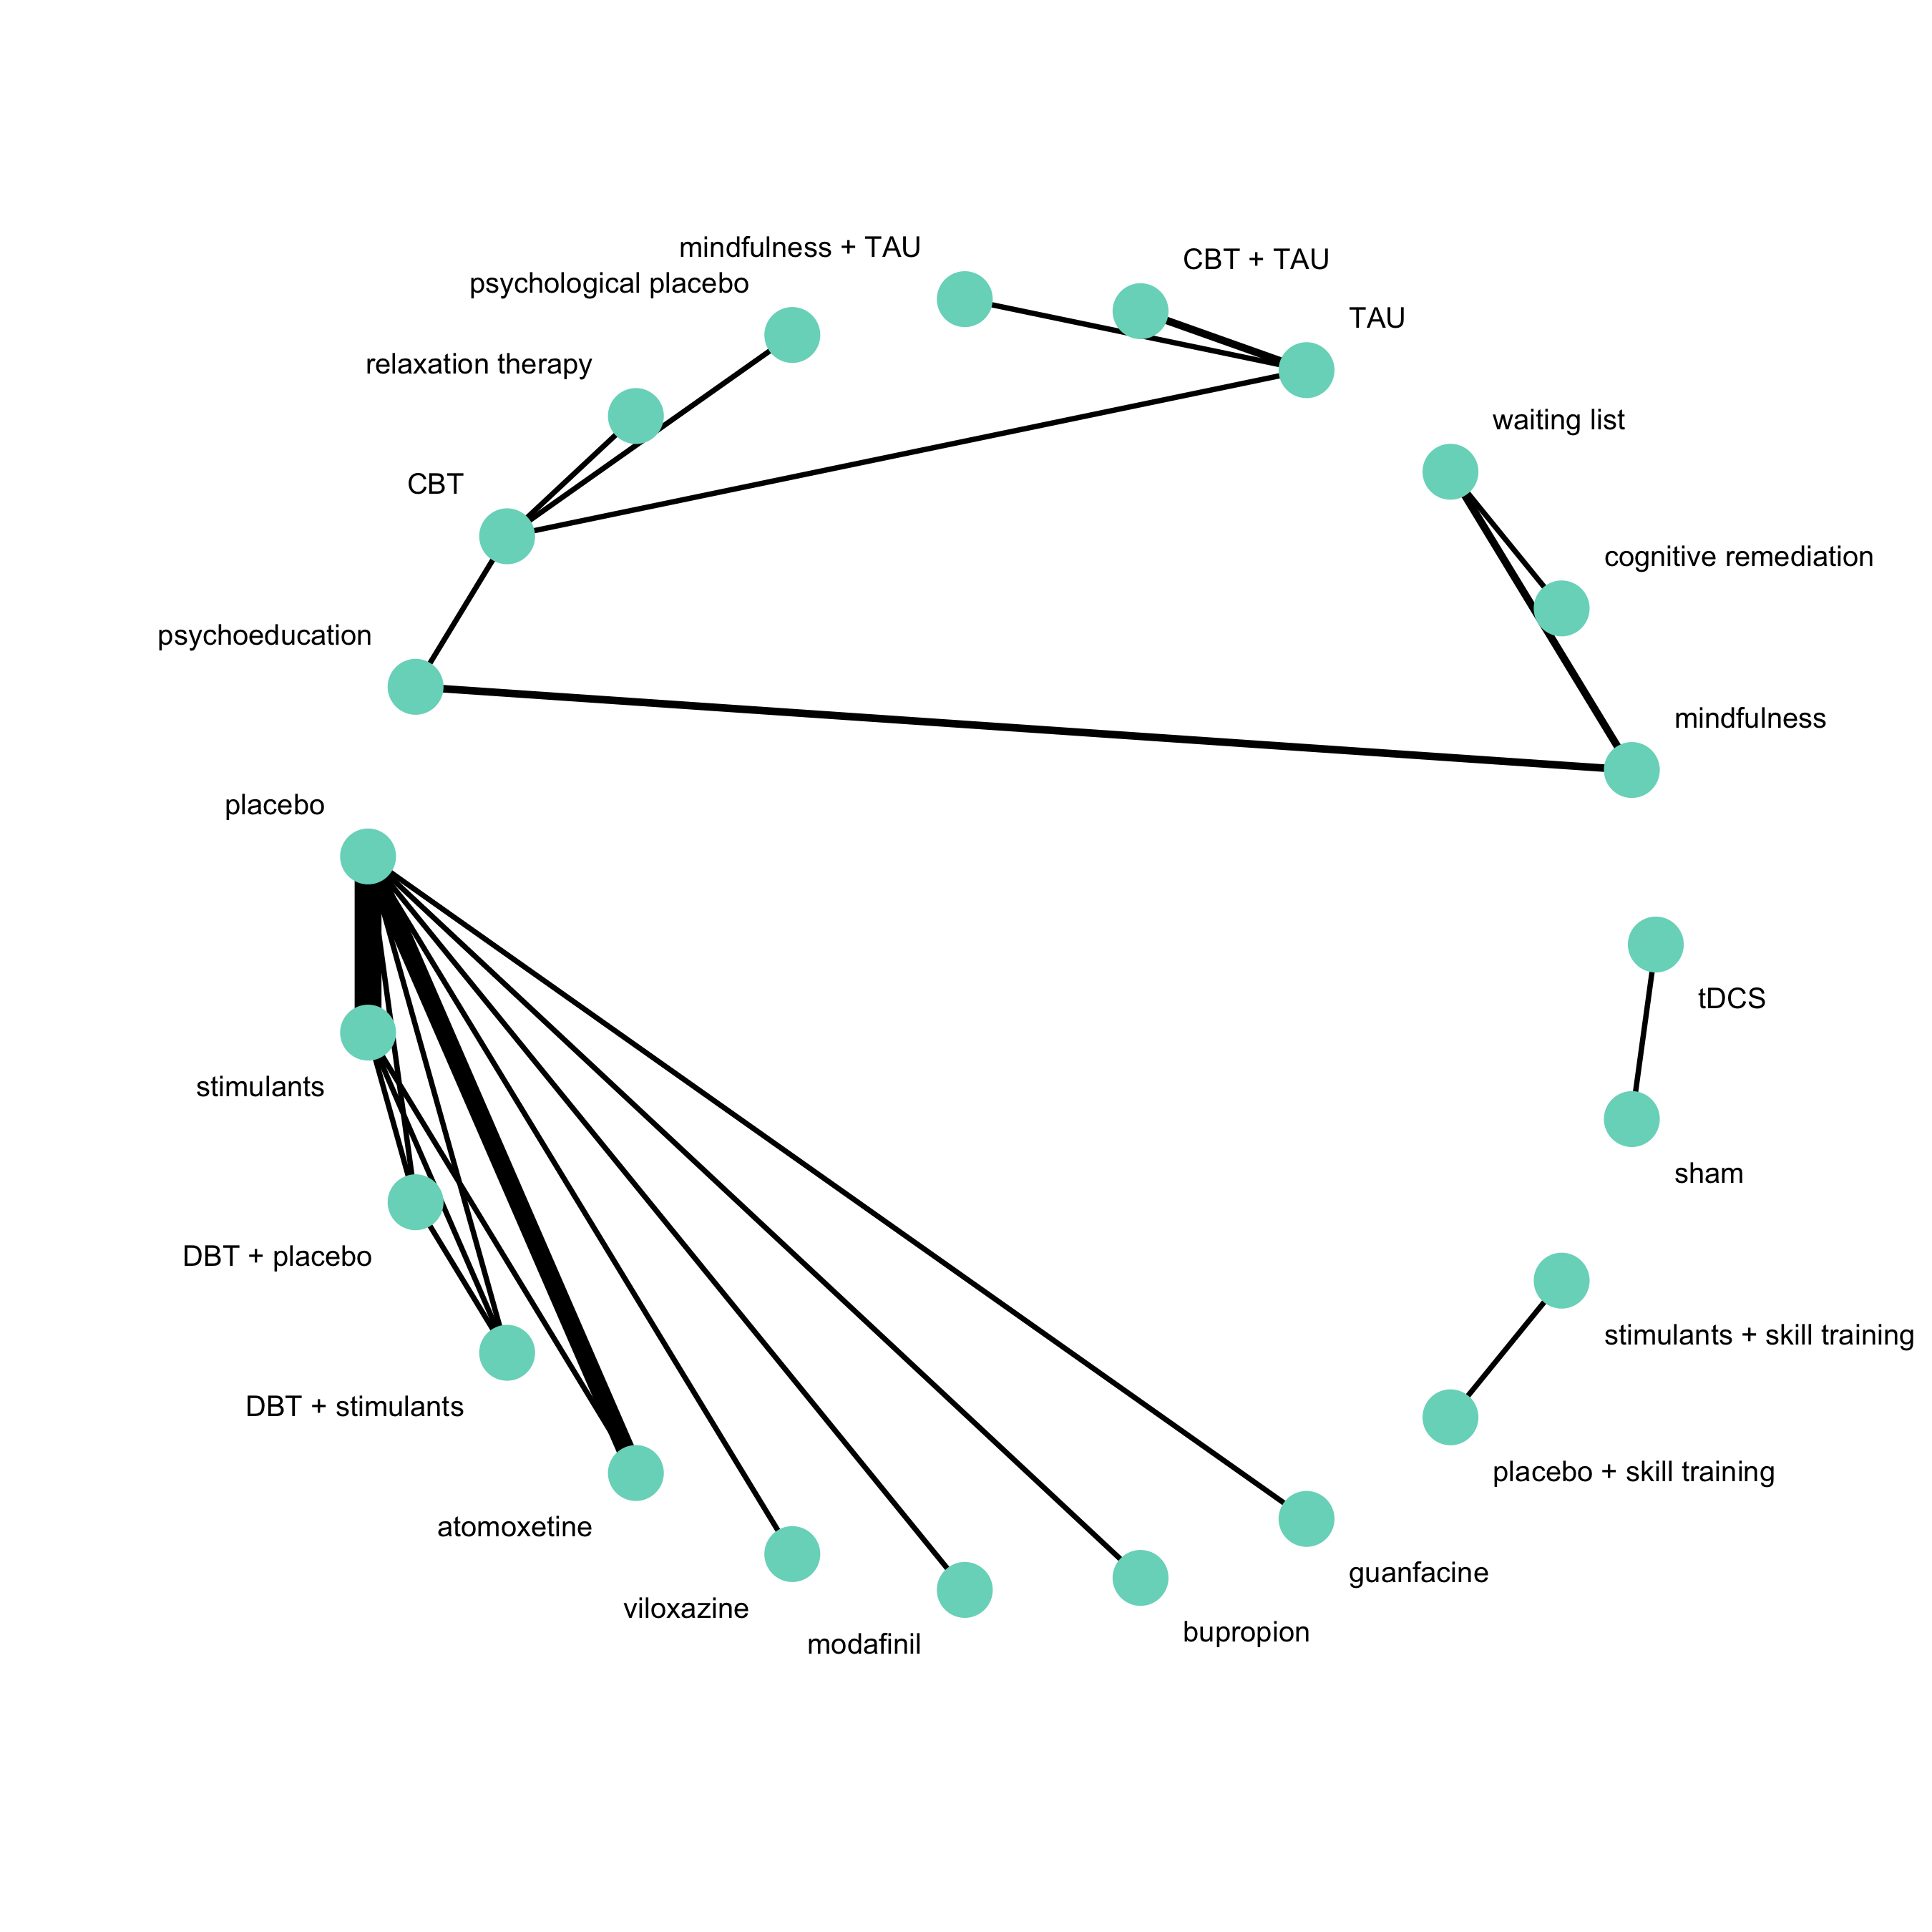 mindfulness + TAU
CBT + TAU
psychological placebo
TAU
relaxation therapy
waiting list
CBT
cognitive remediation
psychoeducation
mindfulness
placebo
tDCS
stimulants
sham
DBT + placebo
stimulants + skill training
DBT + stimulants
placebo + skill training
atomoxetine
guanfacine
viloxazine
bupropion
modafinil